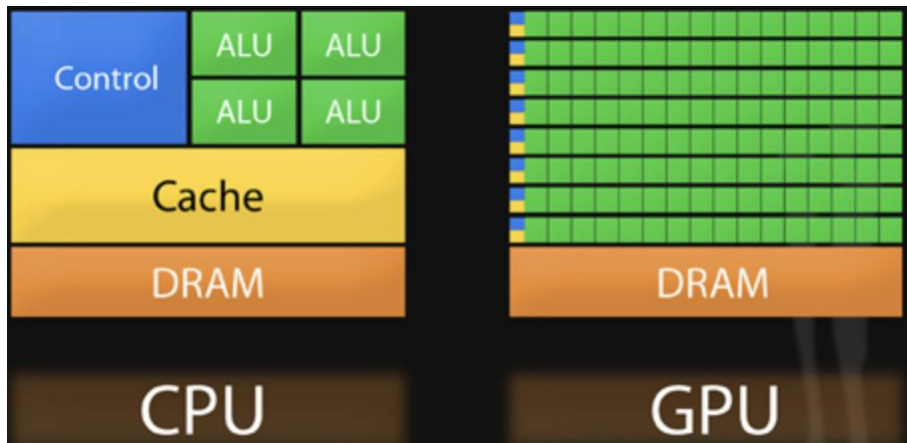 Control
ALU ALU
ALU ALU
Cache
DRAM
DRAM
CPU
GPU